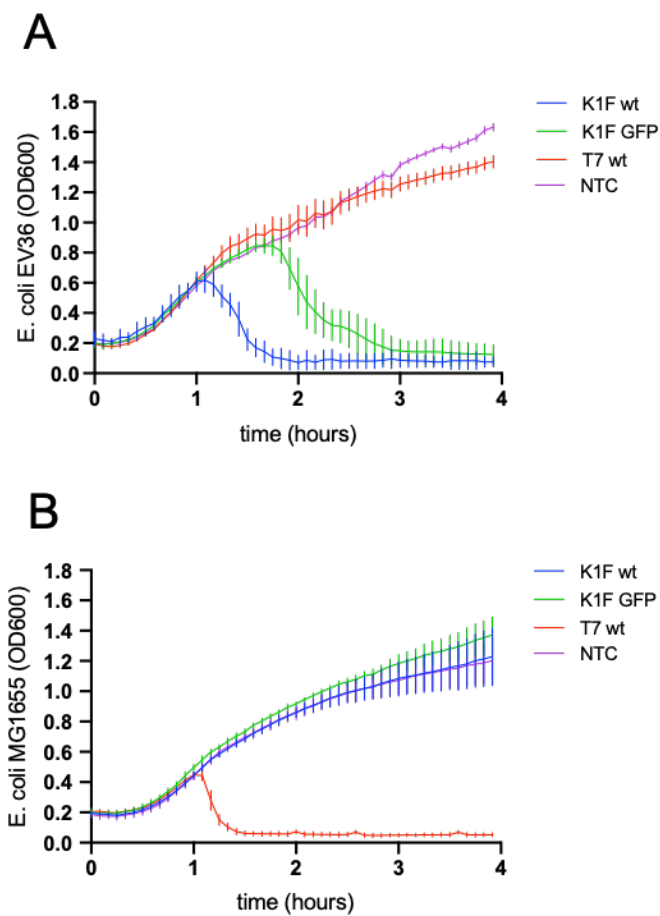 A
E. coli EV36 (OD600)
1.8
1.6
1.4
1.2
1.0
0.8
0.6
0.4
0.2
0.0
0 1 2 3 4
time (hours)
K1F wt
K1F GFP
T7 wt
NTC
B
E. coli MG1655 (OD600)
1.8
1.6
1.4
1.2
1.0
0.8
0.6
0.4
0.2
0.0
0 1 2 3 4
time (hours)
K1F wt
K1F GFP
T7 wt
NTC